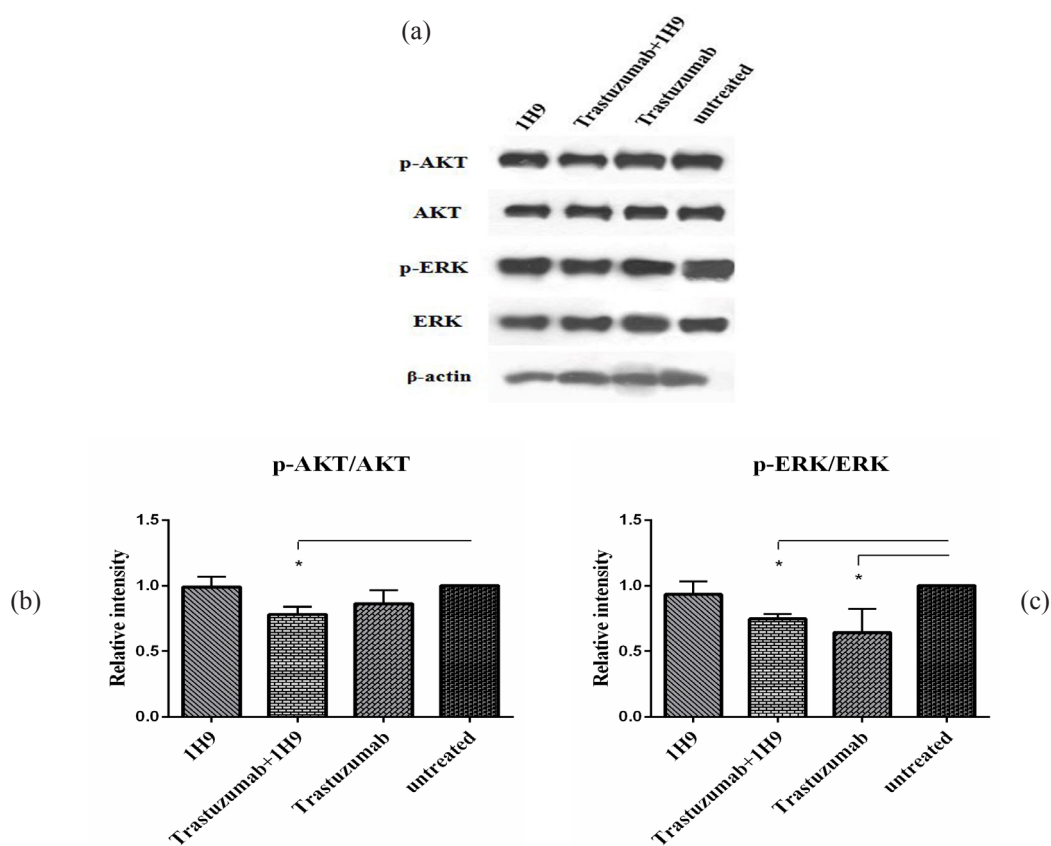 (a)
1H9
Trastuzumab+1H9
Trastuzumab
untreated
p-AKT
AKT
p-ERK
ERK
β-actin
(b)
p-AKT/AKT
Relative intensity
1.5
1.0
0.5
0.0
*
1H9
Trastuzumab+1H9
Trastuzumab
untreated
p-ERK/ERK
Relative intensity
1.5
1.0
0.5
0.0
*
*
1H9
Trastuzumab+1H9
Trastuzumab
untreated
(c)